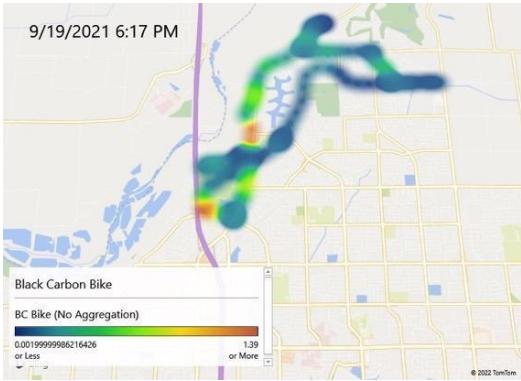 9/19/2021 6:17 PM
Black Carbon Bike
BC Bike (No Aggregation)
0.00199999986216426 1.39
or Less or More
© 2022 TomTom